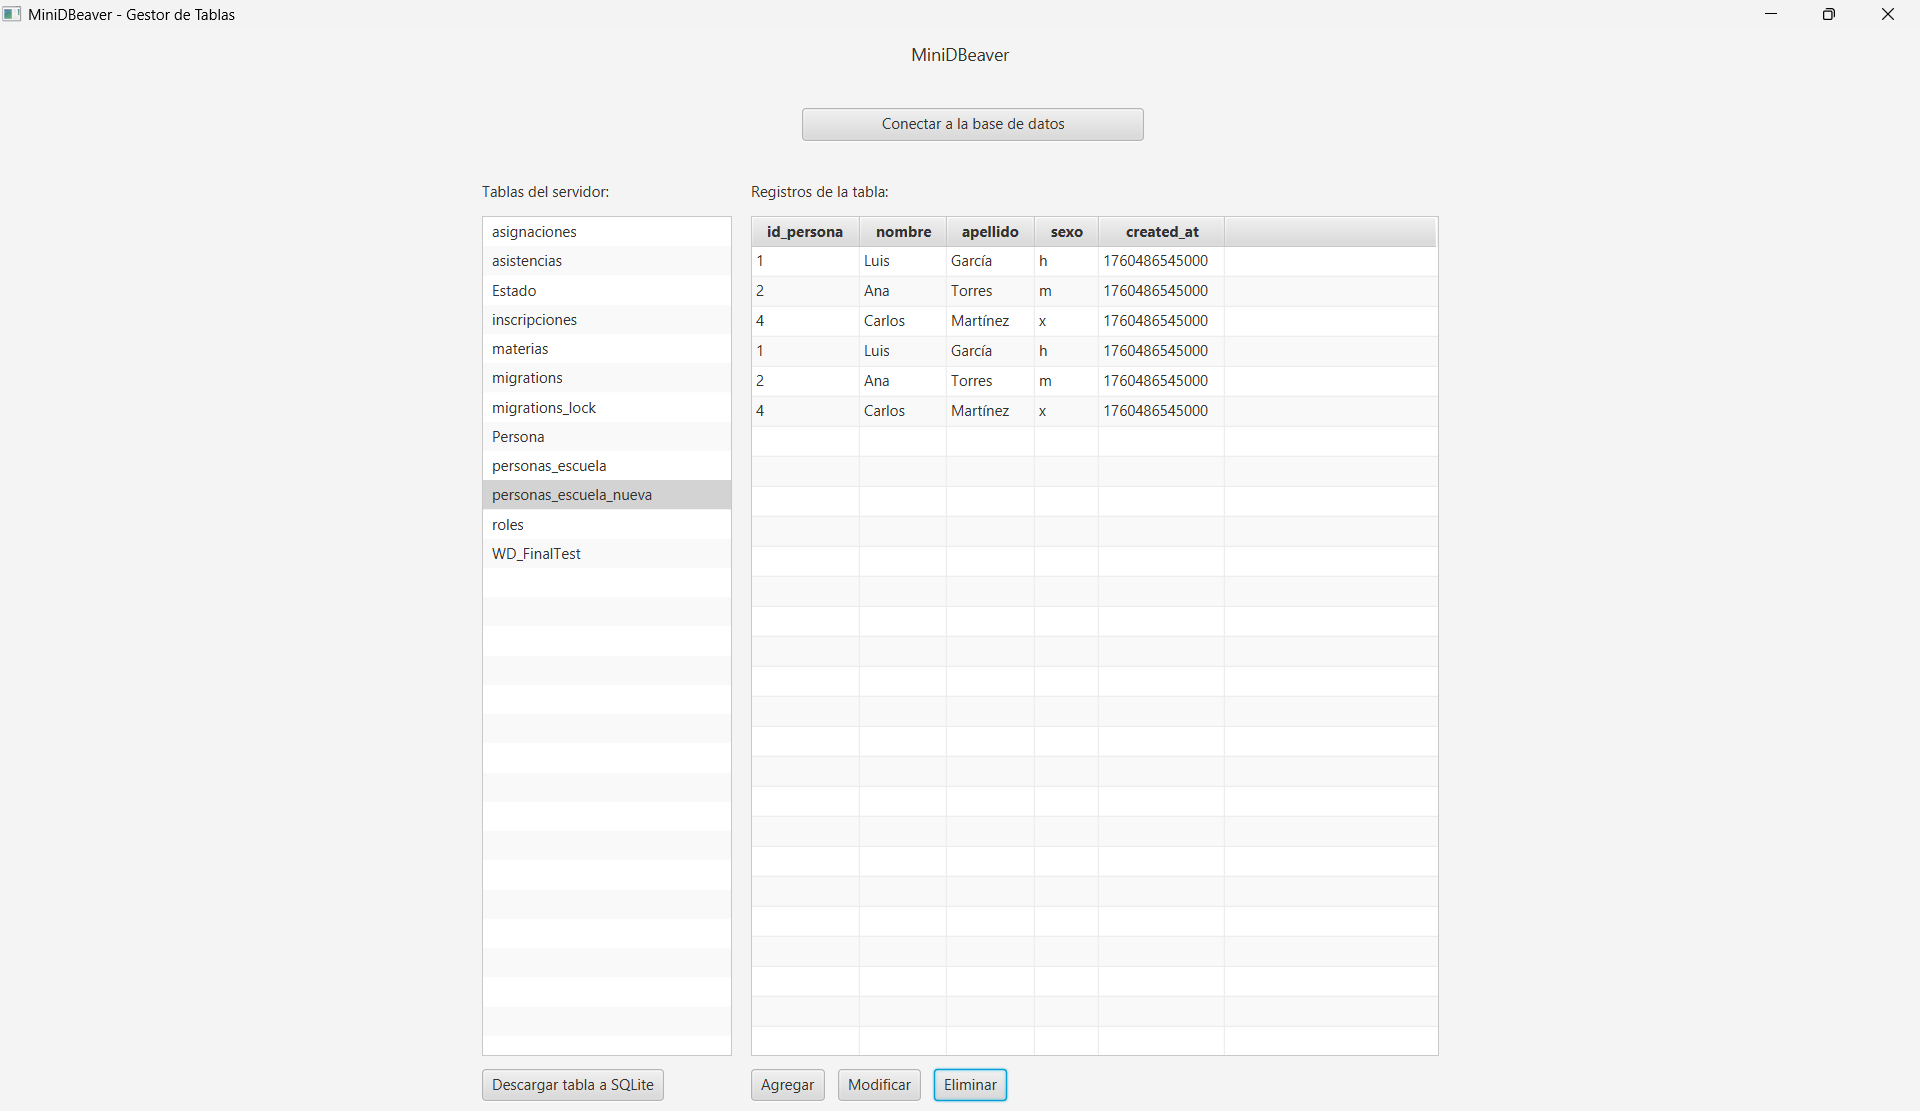 MiniDBeaver - Gestor de Tablas
MiniDBeaver
Conectar a la base de datos
Tablas del servidor:
asignaciones
asistencias
Estado
inscripciones
materias
migrations
migrations_lock
Persona
personas_escuela
personas_escuela_nueva
roles
WD_FinalTest
Descargar tabla a SQLite
Registros de la tabla:
id_persona nombre apellido sexo created_at
1 Luis García h 1760486545000
2 Ana Torres m 1760486545000
4 Carlos Martínez x 1760486545000
1 Luis García h 1760486545000
2 Ana Torres m 1760486545000
4 Carlos Martínez x 1760486545000
Agregar Modificar Eliminar